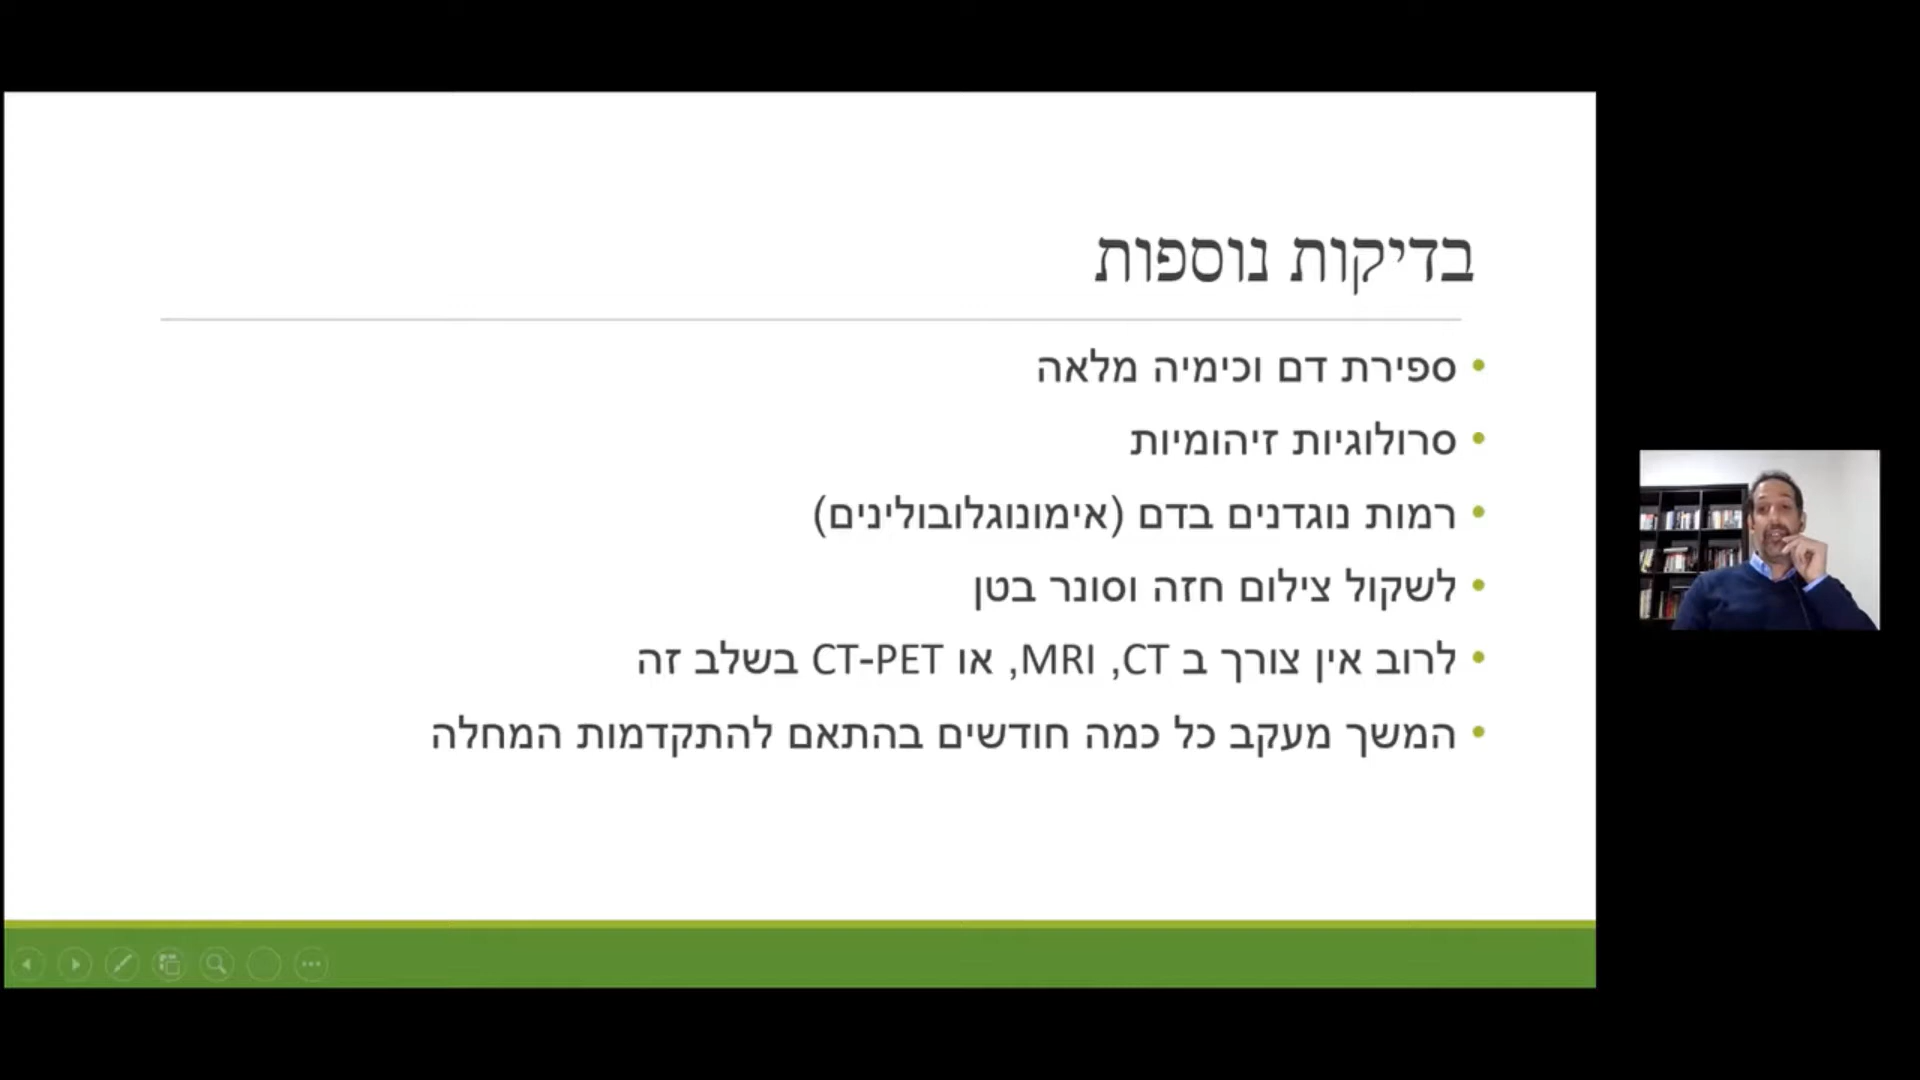 בדיקות נוספות
• ספירת דם וכימיה מלאה
• סרולוגיות זיהומיות
• רמות נוגדנים בדם (אימונוגלובולינים)
• לשקול צילום חזה וסונר בטן
• לרוב אין צורך ב CT, MRI, או CT-PET בשלב זה
• המשך מעקב כל כמה חודשים בהתאם להתקדמות המחלה